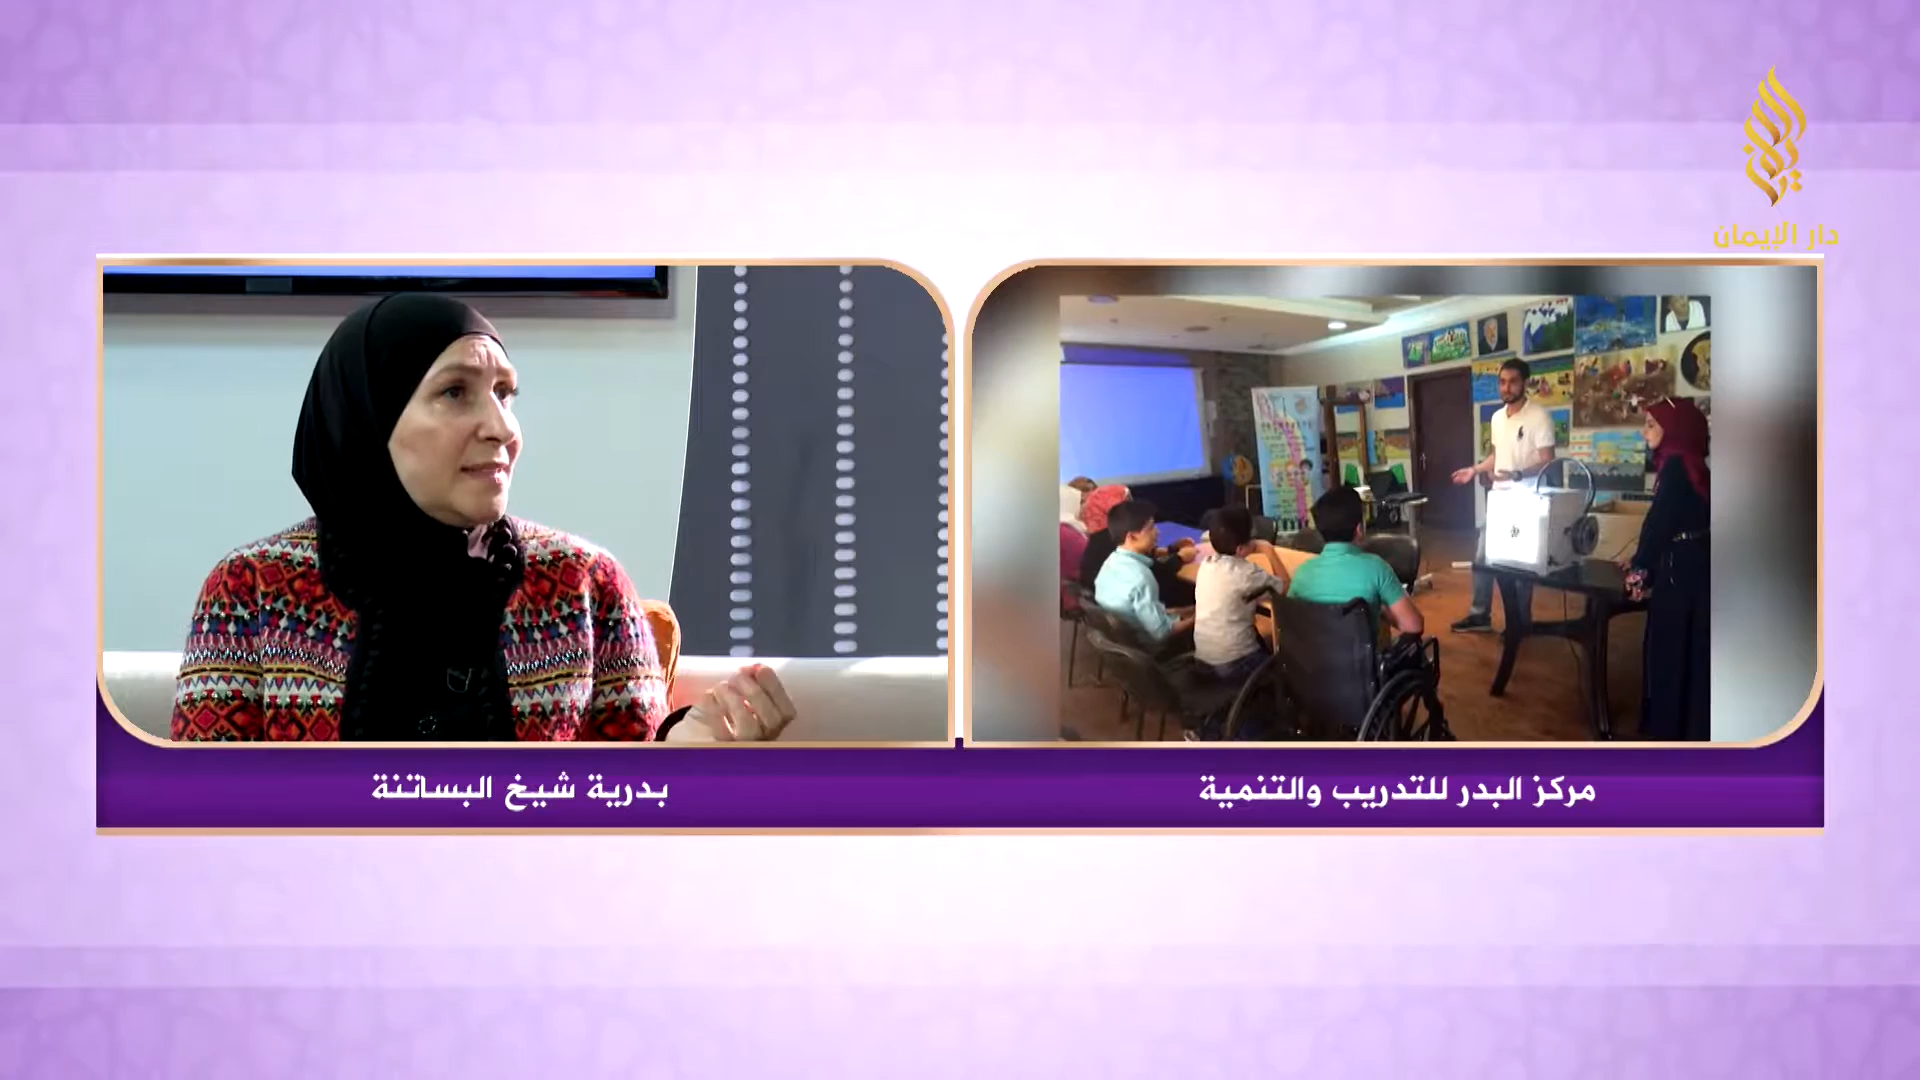 دار الإيمان
مركز البدر للتدريب والتنمية
بدرية شيخ البساتنة